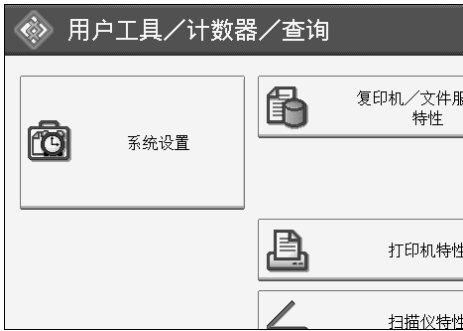 用户工具／计数器／查询
系统设置
复印机／文件服
特性
打印机特性
扫描仪特性